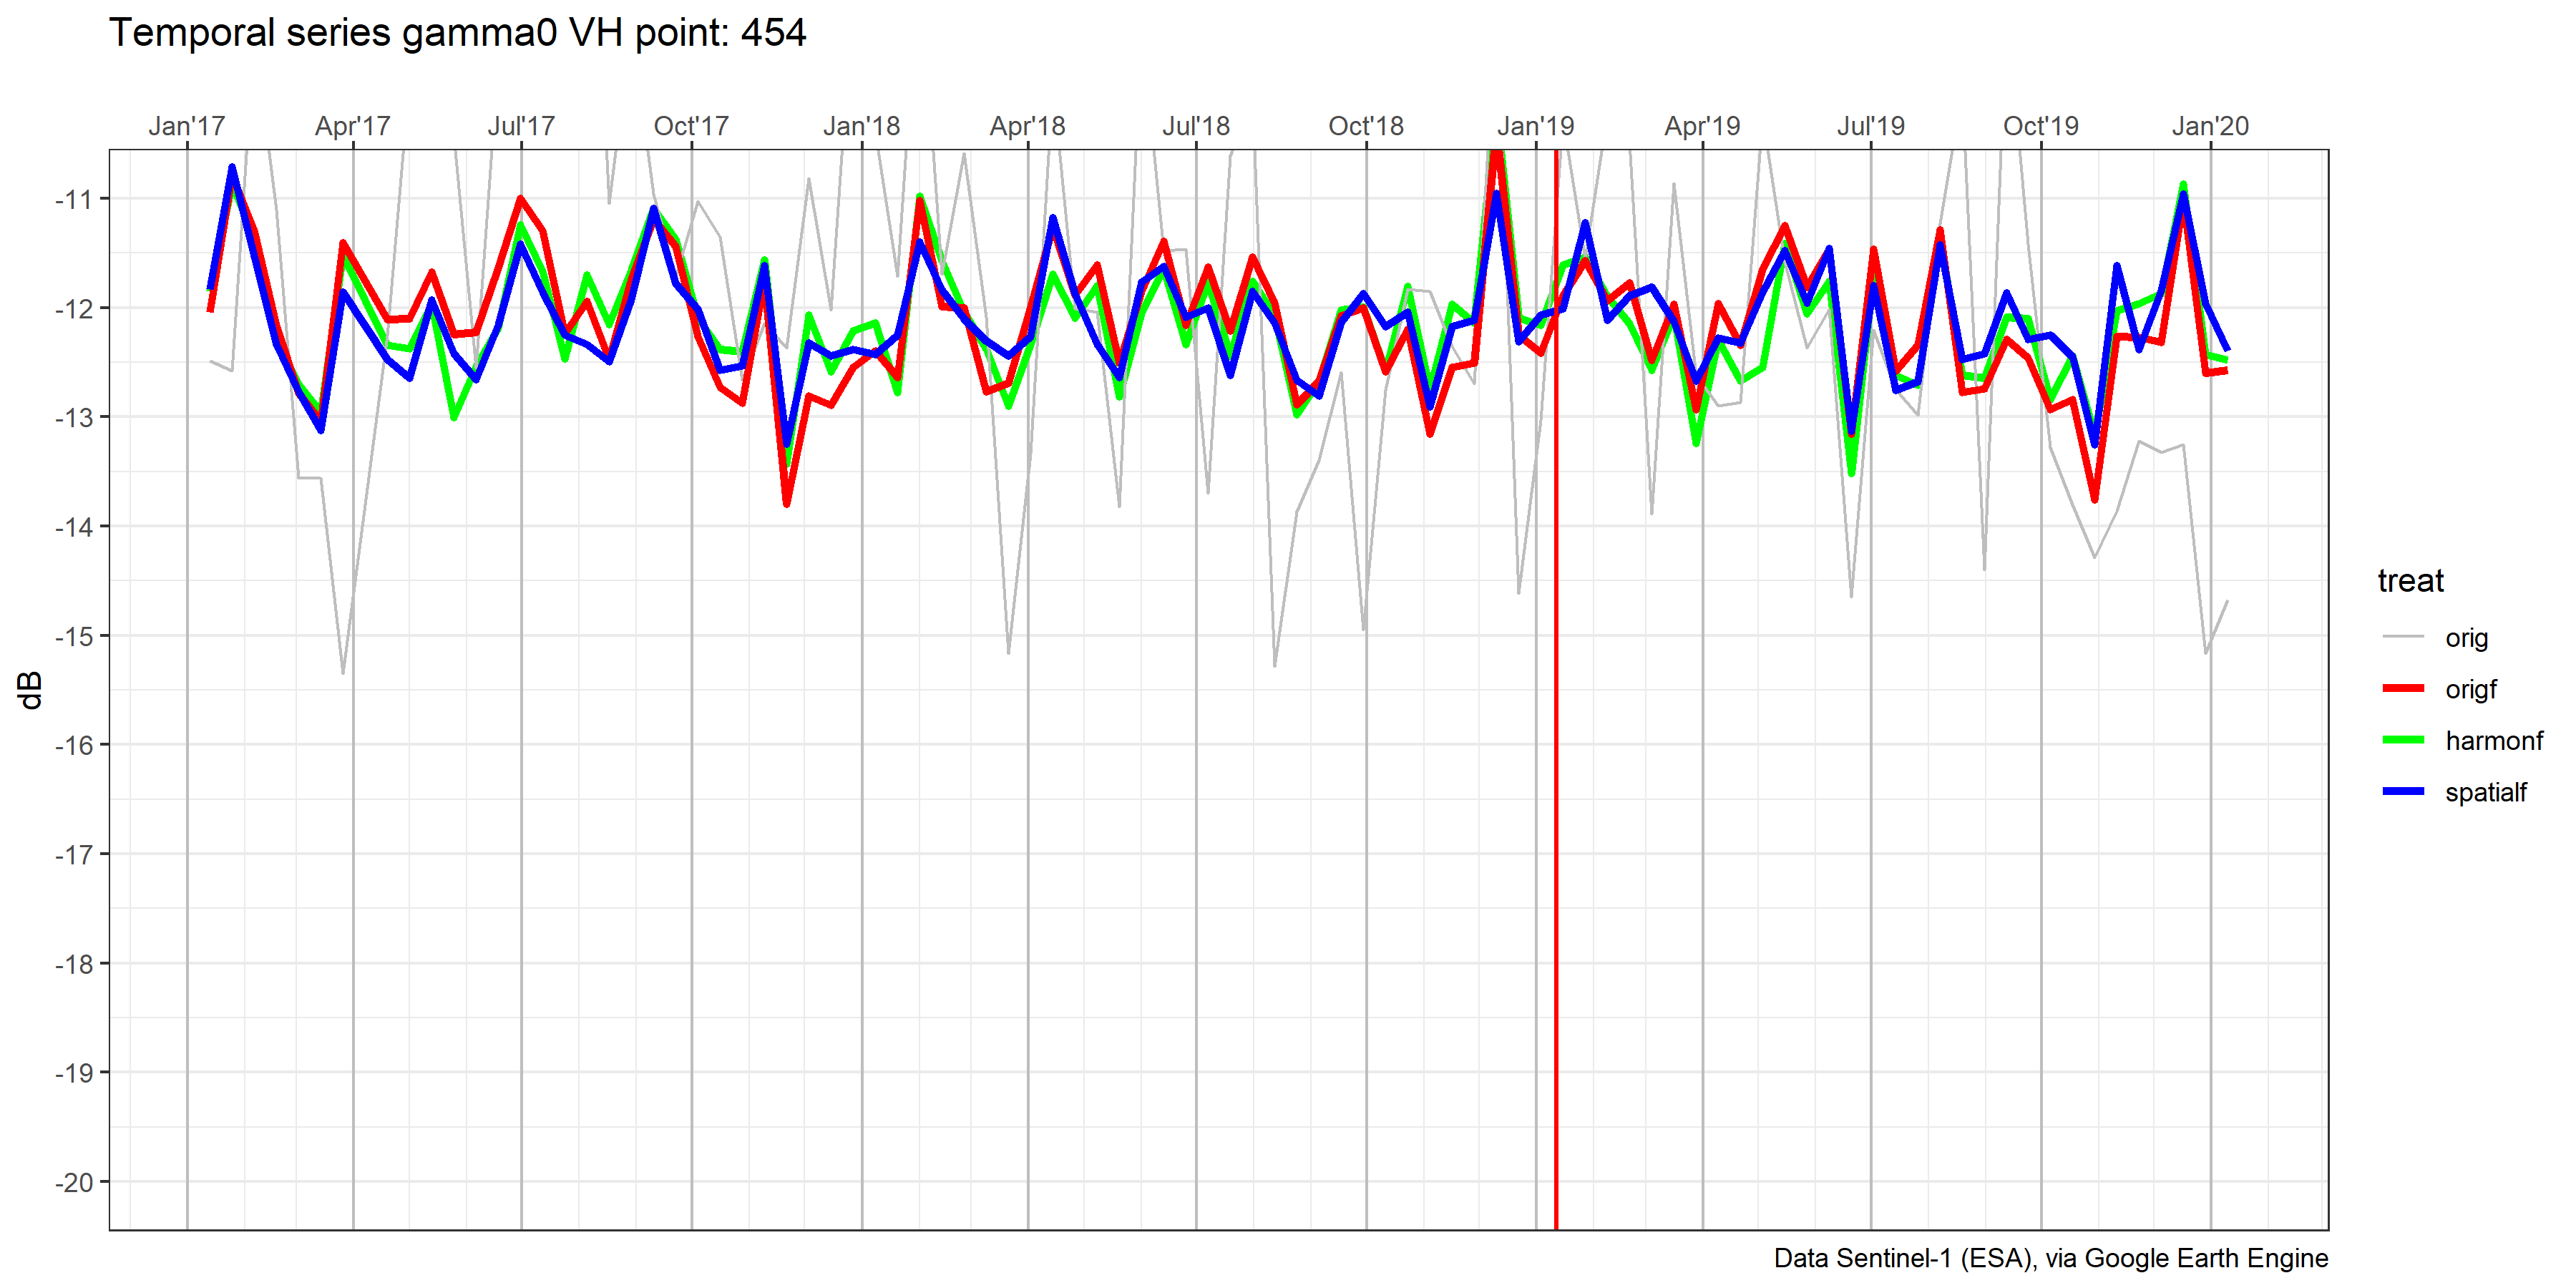 Temporal series gamma0 VH point: 454
Jan'17 Apr'17 Jul'17 Oct'17 Jan'18 Apr'18 Jul'18 Oct'18 Jan'19 Apr'19 Jul'19 Oct'19 Jan'20
-11
-12
-13
-14
-15
-16
-17
-18
-19
-20
dB
treat
orig
origf
harmonf
spatialf
Data Sentinel-1 (ESA), via Google Earth Engine